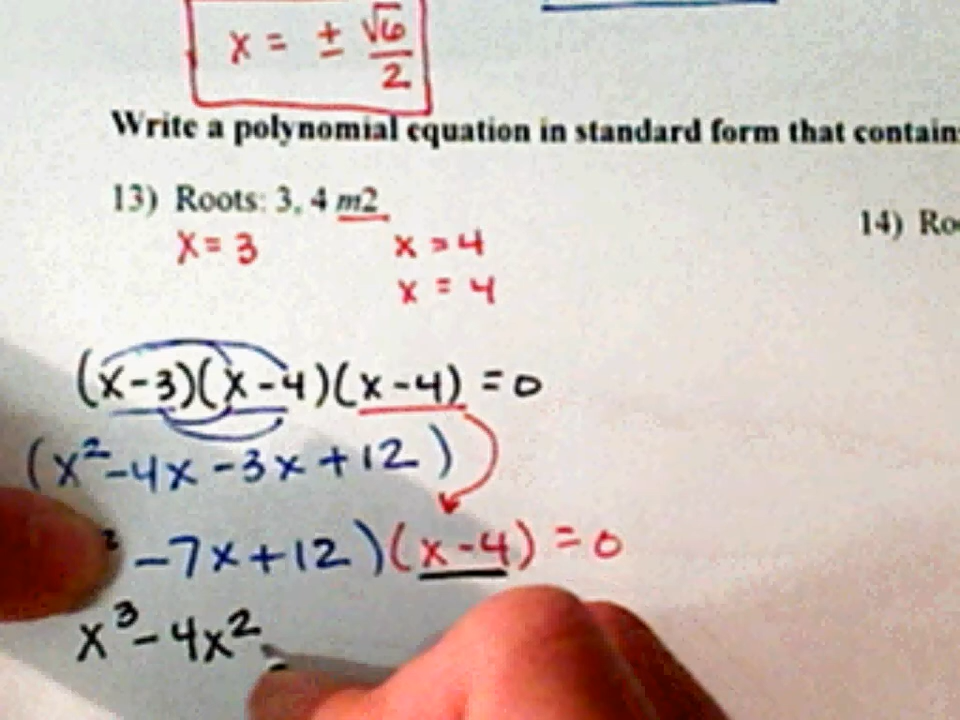 x = ± √6/2
Write a polynomial equation in standard form that contain
13) Roots: 3, 4 m2
14) Ro
x = 3
x = 4
x = 4
(x-3)(x-4)(x-4) = 0
(x²-4x-3x+12)
² -7x+12)(x-4) = 0
x³-4x²